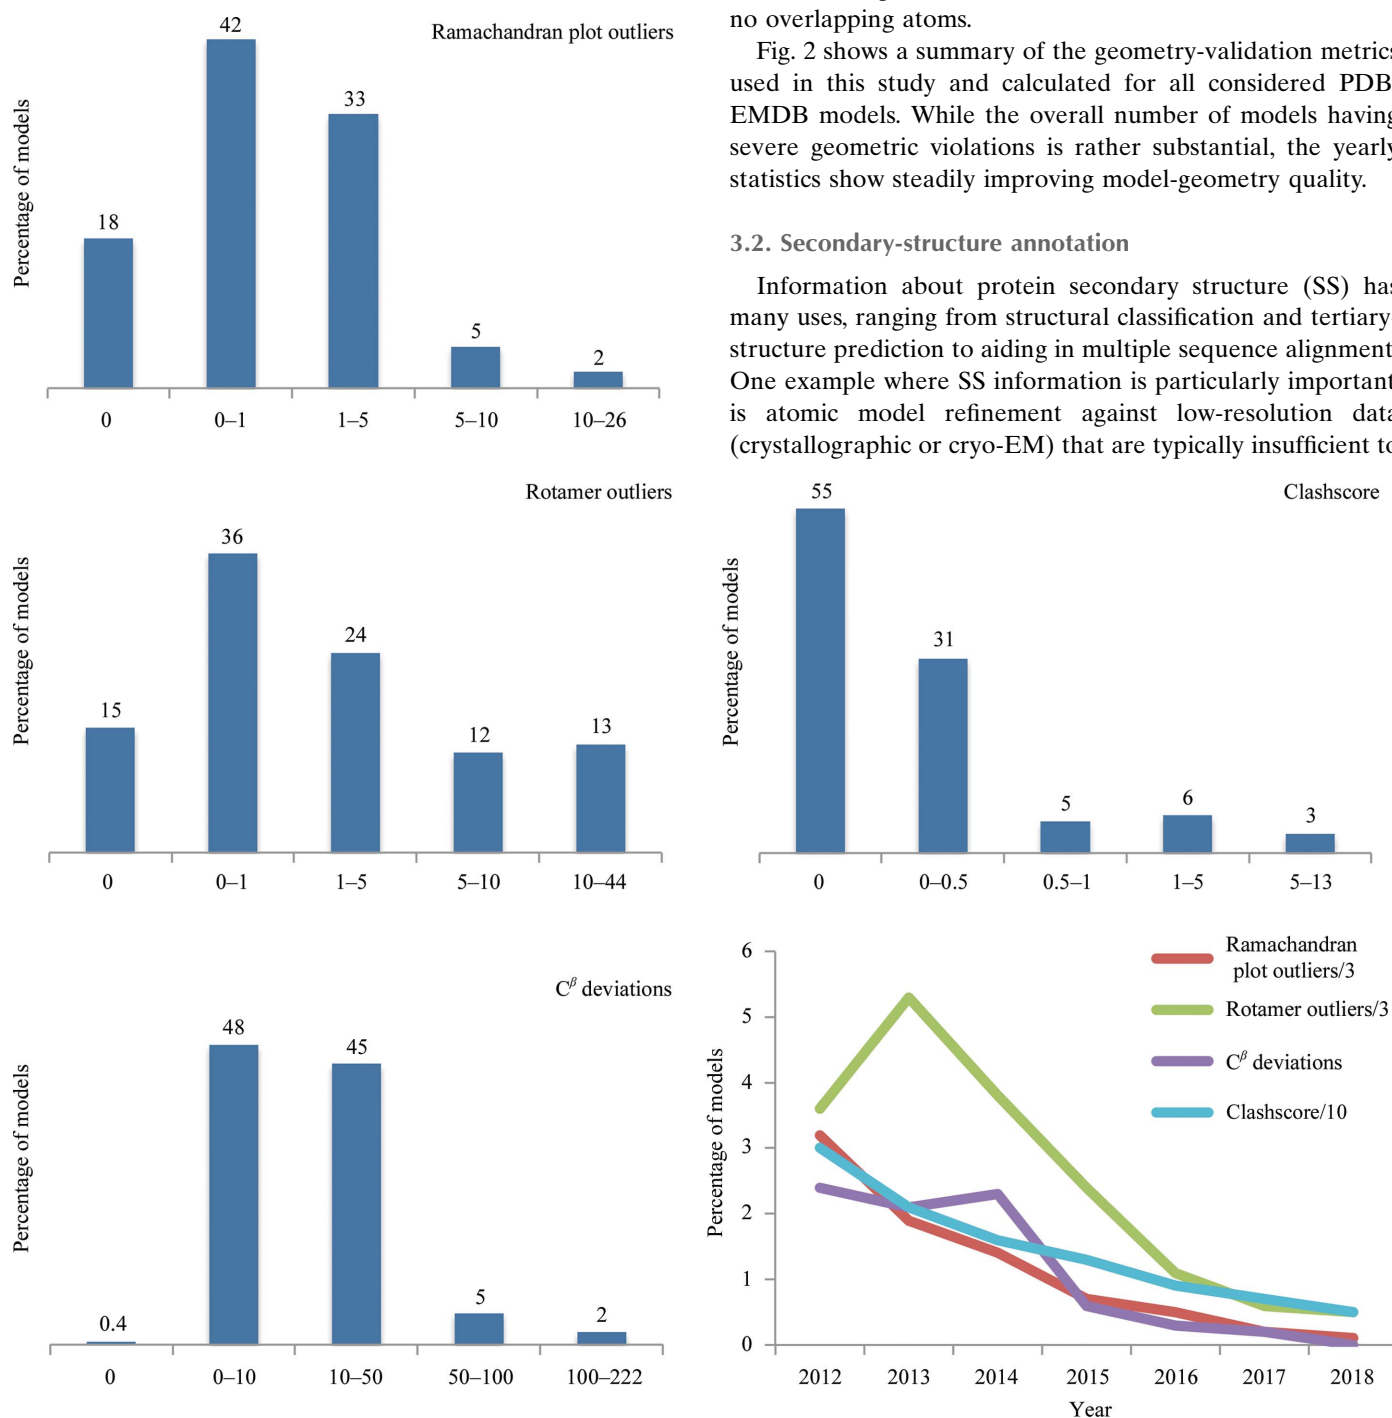 42
Ramachandran plot outliers
33
18
5
2
Percentage of models
0
0–1
1–5
5–10
10–26
no overlapping atoms.
Fig. 2 shows a summary of the geometry-validation metrics
used in this study and calculated for all considered PDB
EMDB models. While the overall number of models having
severe geometric violations is rather substantial, the yearly
statistics show steadily improving model-geometry quality.
3.2. Secondary-structure annotation
Information about protein secondary structure (SS) has
many uses, ranging from structural classification and tertiary-
structure prediction to aiding in multiple sequence alignment
One example where SS information is particularly important
is atomic model refinement against low-resolution data
(crystallographic or cryo-EM) that are typically insufficient to
Rotamer outliers
36
24
15
12
13
Percentage of models
0
0–1
1–5
5–10
10–44
55
Clashscore
31
5
6
3
Percentage of models
0
0–0.5
0.5–1
1–5
5–13
Cβ deviations
48
45
0.4
5
2
Percentage of models
0
0–10
10–50
50–100
100–222
6
5
4
3
2
1
0
Percentage of models
Ramachandran
plot outliers/3
Rotamer outliers/3
Cβ deviations
Clashscore/10
2012
2013
2014
2015
2016
2017
2018
Year